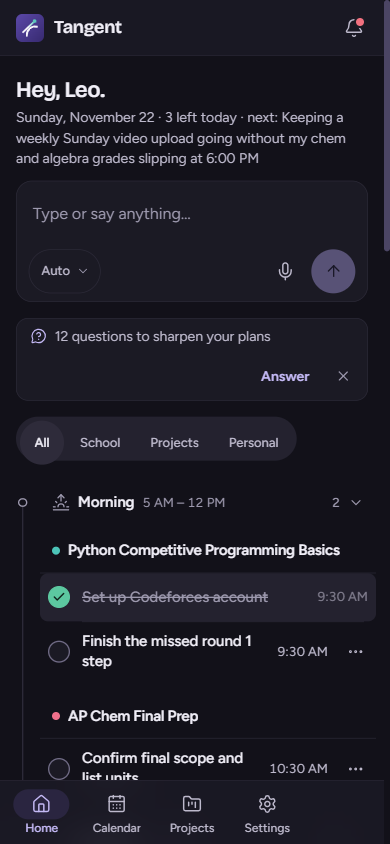 Tangent
Hey, Leo.
Sunday, November 22 · 3 left today · next: Keeping a
weekly Sunday video upload going without my chem
and algebra grades slipping at 6:00 PM
Type or say anything...
Auto
12 questions to sharpen your plans
Answer
All School Projects Personal
Morning 5 AM – 12 PM 2
Python Competitive Programming Basics
Set up Codeforces account 9:30 AM
Finish the missed round 1
step
9:30 AM
AP Chem Final Prep
Confirm final scope and
list units
10:30 AM
Home Calendar Projects Settings